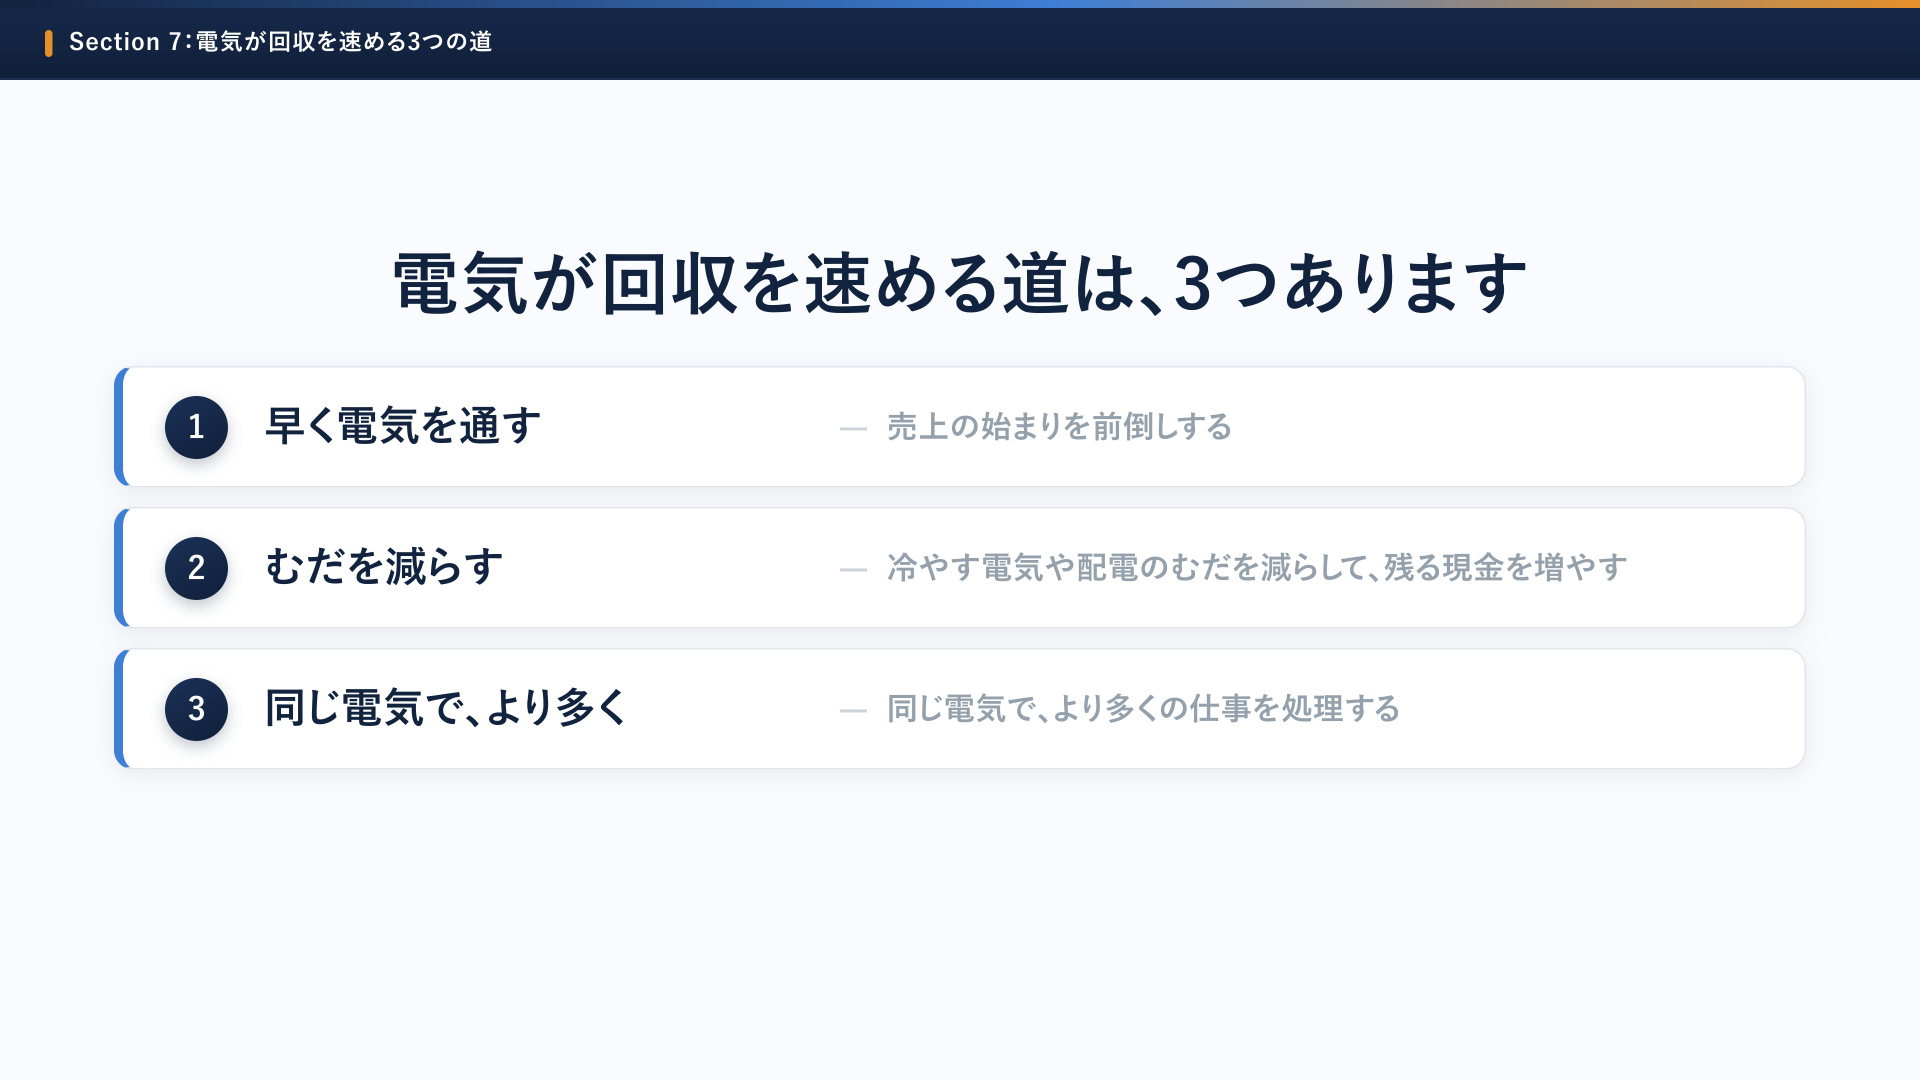 Section 7：電気が回収を速める3つの道
電気が回収を速める道は、3つあります
1 早く電気を通す — 売上の始まりを前倒しする
2 むだを減らす — 冷やす電気や配電のむだを減らして、残る現金を増やす
3 同じ電気で、より多く — 同じ電気で、より多くの仕事を処理する